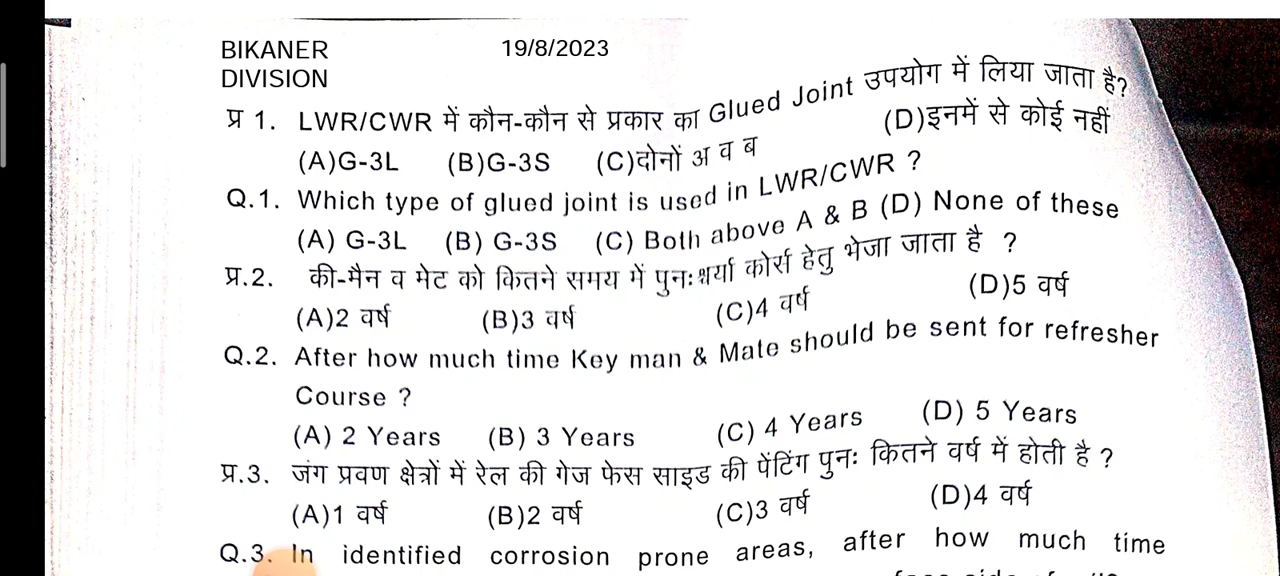 BIKANER 19/8/2023
DIVISION
प्र 1. LWR/CWR में कौन-कौन से प्रकार का Glued Joint उपयोग में लिया जाता है?
(A)G-3L (B)G-3S (C)दोनों अ व ब (D)इनमें से कोई नहीं
Q.1. Which type of glued joint is used in LWR/CWR ?
(A) G-3L (B) G-3S (C) Both above A & B (D) None of these
प्र.2. की-मैन व मेट को कितने समय में पुनःश्चर्या कोर्स हेतु भेजा जाता है ?
(A)2 वर्ष (B)3 वर्ष (C)4 वर्ष (D)5 वर्ष
Q.2. After how much time Key man & Mate should be sent for refresher
Course ?
(A) 2 Years (B) 3 Years (C) 4 Years (D) 5 Years
प्र.3. जंग प्रवण क्षेत्रों में रेल की गेज फेस साइड की पेंटिंग पुनः कितने वर्ष में होती है ?
(A)1 वर्ष (B)2 वर्ष (C)3 वर्ष (D)4 वर्ष
Q.3. In identified corrosion prone areas, after how much time